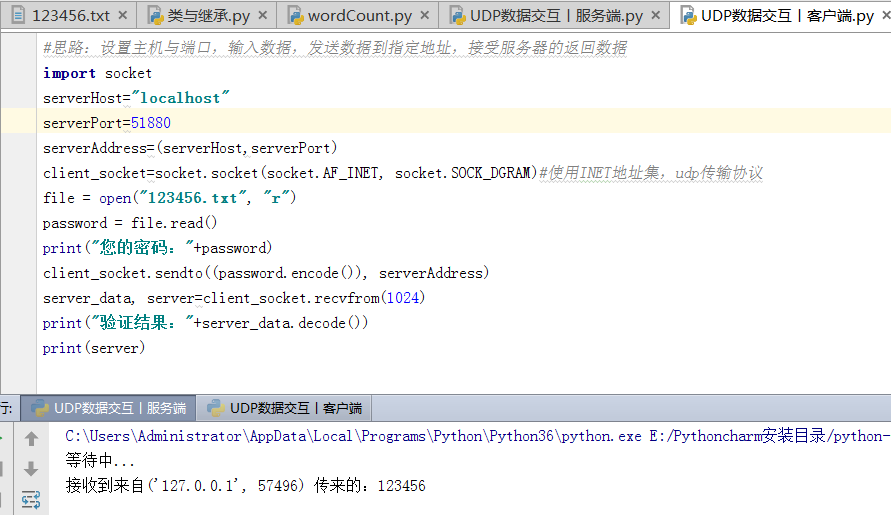 123456.txt 类与继承.py wordCount.py UDP数据交互丨服务端.py UDP数据交互丨客户端.py
#思路：设置主机与端口，输入数据，发送数据到指定地址，接受服务器的返回数据
import socket
serverHost="localhost"
serverPort=51880
serverAddress=(serverHost,serverPort)
client_socket=socket.socket(socket.AF_INET, socket.SOCK_DGRAM)#使用INET地址集，udp传输协议
file = open("123456.txt", "r")
password = file.read()
print("您的密码："+password)
client_socket.sendto((password.encode()), serverAddress)
server_data, server=client_socket.recvfrom(1024)
print("验证结果："+server_data.decode())
print(server)
行: UDP数据交互丨服务端 UDP数据交互丨客户端
C:\Users\Administrator\AppData\Local\Programs\Python\Python36\python.exe E:/Pythoncharm安装目录/python-
等待中...
接收到来自('127.0.0.1', 57496) 传来的：123456